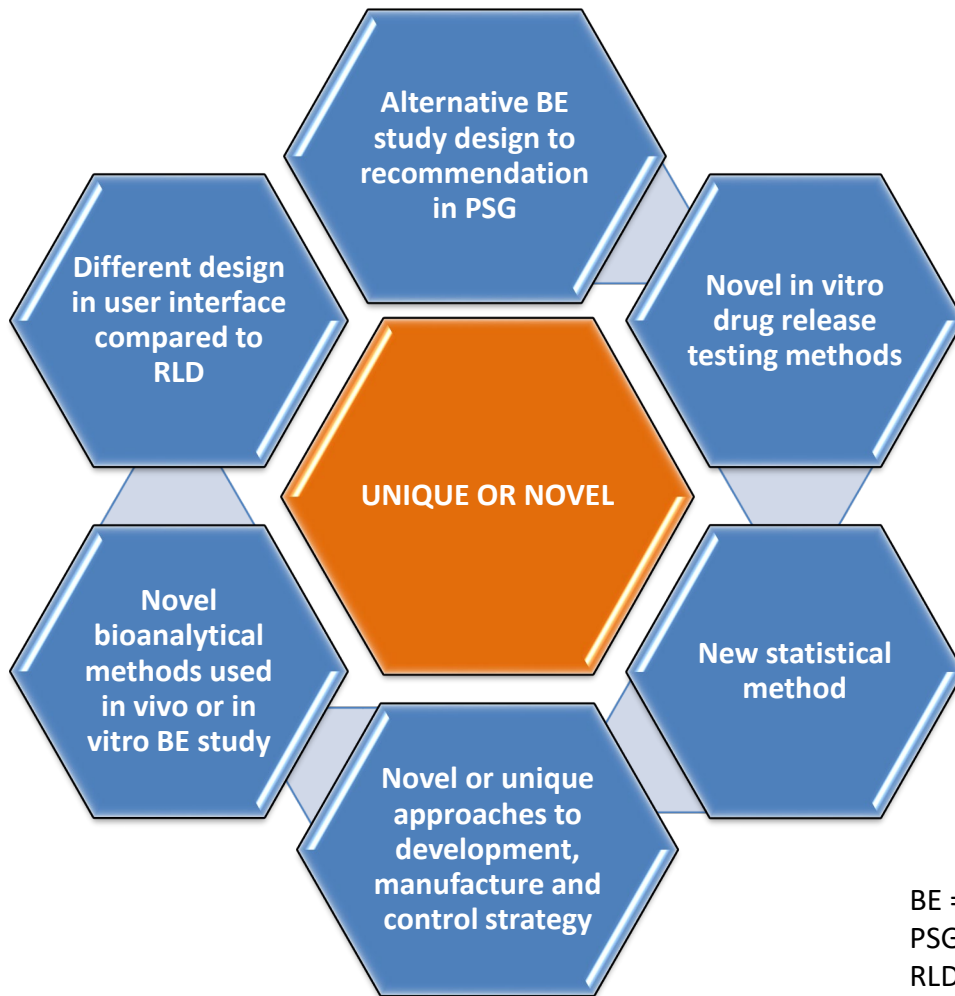 Alternative BE
study design to
recommendation
in PSG
Different design
in user interface
compared to
RLD
Novel in vitro
drug release
testing methods
UNIQUE OR NOVEL
Novel
bioanalytical
methods used
in vivo or in
vitro BE study
New statistical
method
Novel or unique
approaches to
development,
manufacture and
control strategy
BE =
PSG
RLD